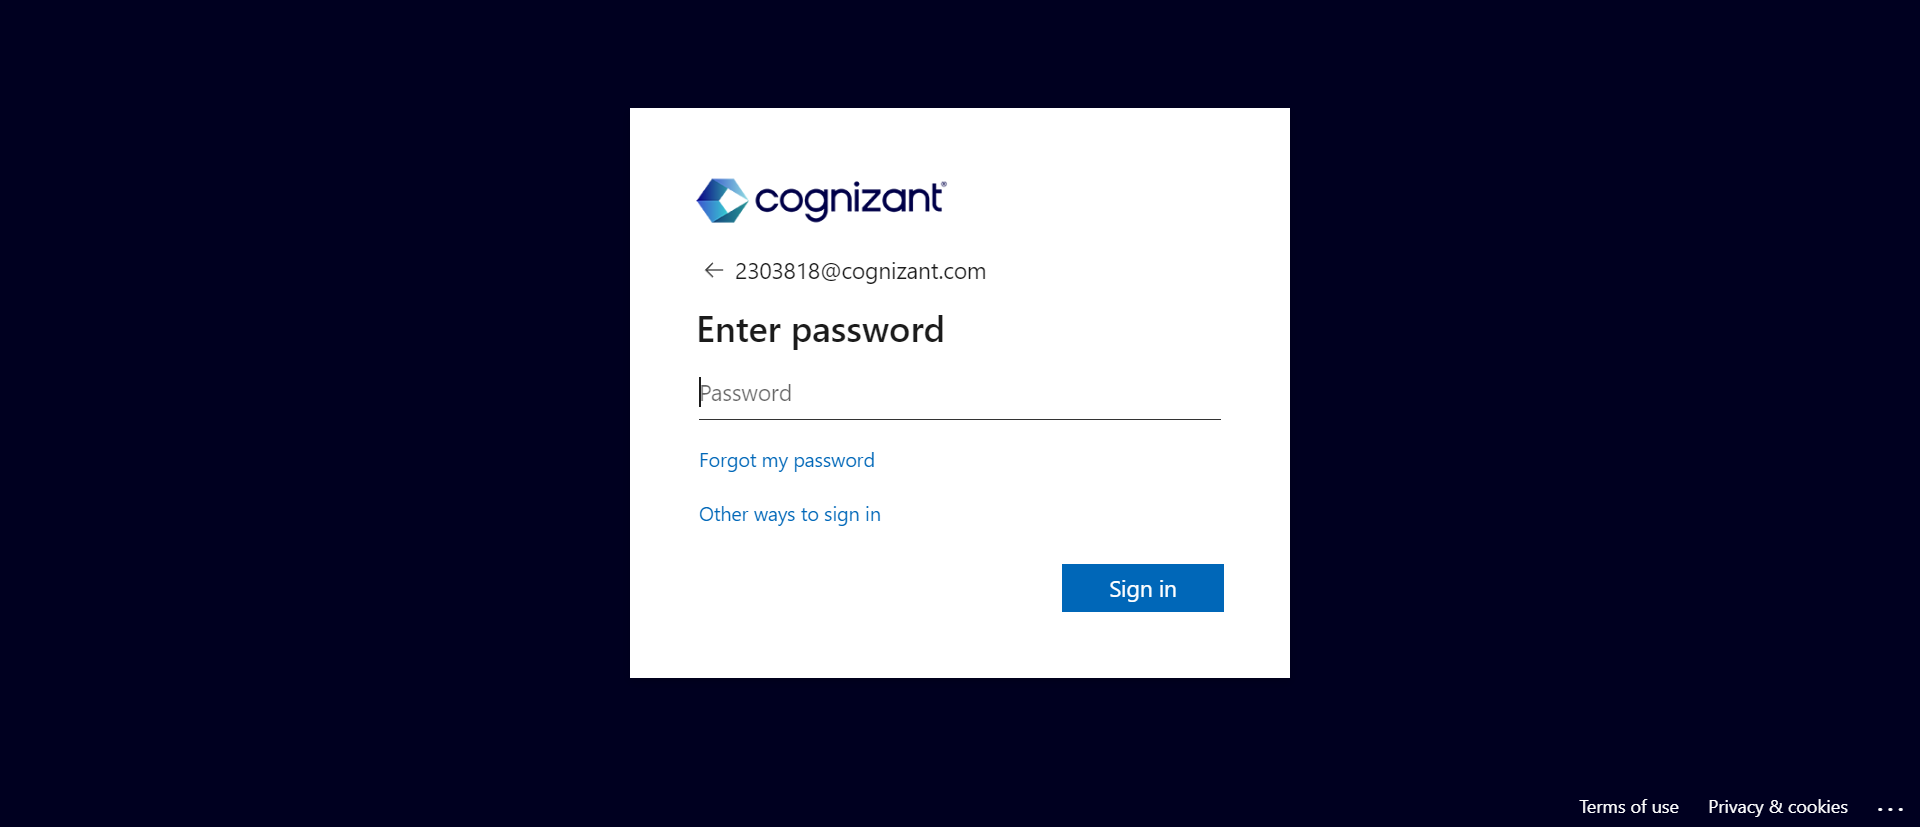 cognizant®
2303818@cognizant.com
Enter password
Password
Forgot my password
Other ways to sign in
Sign in
Terms of use Privacy & cookies ...